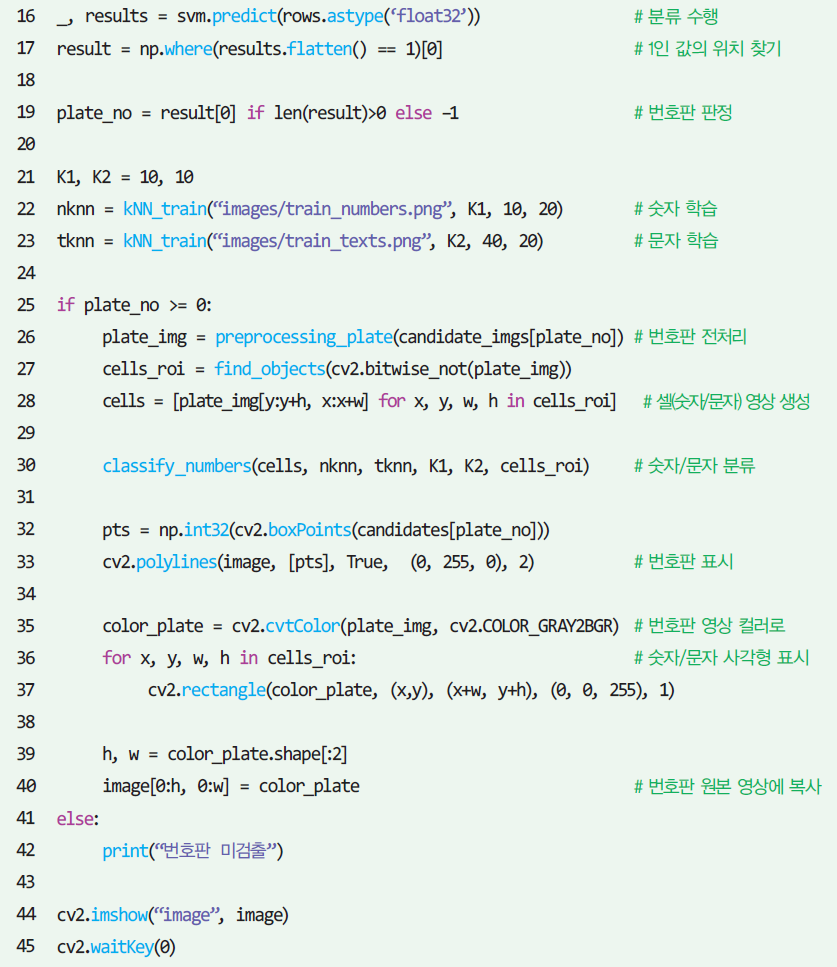 16 _, results = svm.predict(rows.astype(‘float32’)) # 분류 수행
17 result = np.where(results.flatten() == 1)[0] # 1인 값의 위치 찾기
18
19 plate_no = result[0] if len(result)>0 else –1 # 번호판 판정
20
21 K1, K2 = 10, 10
22 nknn = kNN_train(“images/train_numbers.png”, K1, 10, 20) # 숫자 학습
23 tknn = kNN_train(“images/train_texts.png”, K2, 40, 20) # 문자 학습
24
25 if plate_no >= 0:
26 plate_img = preprocessing_plate(candidate_imgs[plate_no]) # 번호판 전처리
27 cells_roi = find_objects(cv2.bitwise_not(plate_img))
28 cells = [plate_img[y:y+h, x:x+w] for x, y, w, h in cells_roi] # 셀(숫자/문자) 영상 생성
29
30 classify_numbers(cells, nknn, tknn, K1, K2, cells_roi) # 숫자/문자 분류
31
32 pts = np.int32(cv2.boxPoints(candidates[plate_no]))
33 cv2.polylines(image, [pts], True, (0, 255, 0), 2) # 번호판 표시
34
35 color_plate = cv2.cvtColor(plate_img, cv2.COLOR_GRAY2BGR) # 번호판 영상 컬러로
36 for x, y, w, h in cells_roi: # 숫자/문자 사각형 표시
37 cv2.rectangle(color_plate, (x,y), (x+w, y+h), (0, 0, 255), 1)
38
39 h, w = color_plate.shape[:2]
40 image[0:h, 0:w] = color_plate # 번호판 원본 영상에 복사
41 else:
42 print(“번호판 미검출”)
43
44 cv2.imshow(“image”, image)
45 cv2.waitKey(0)